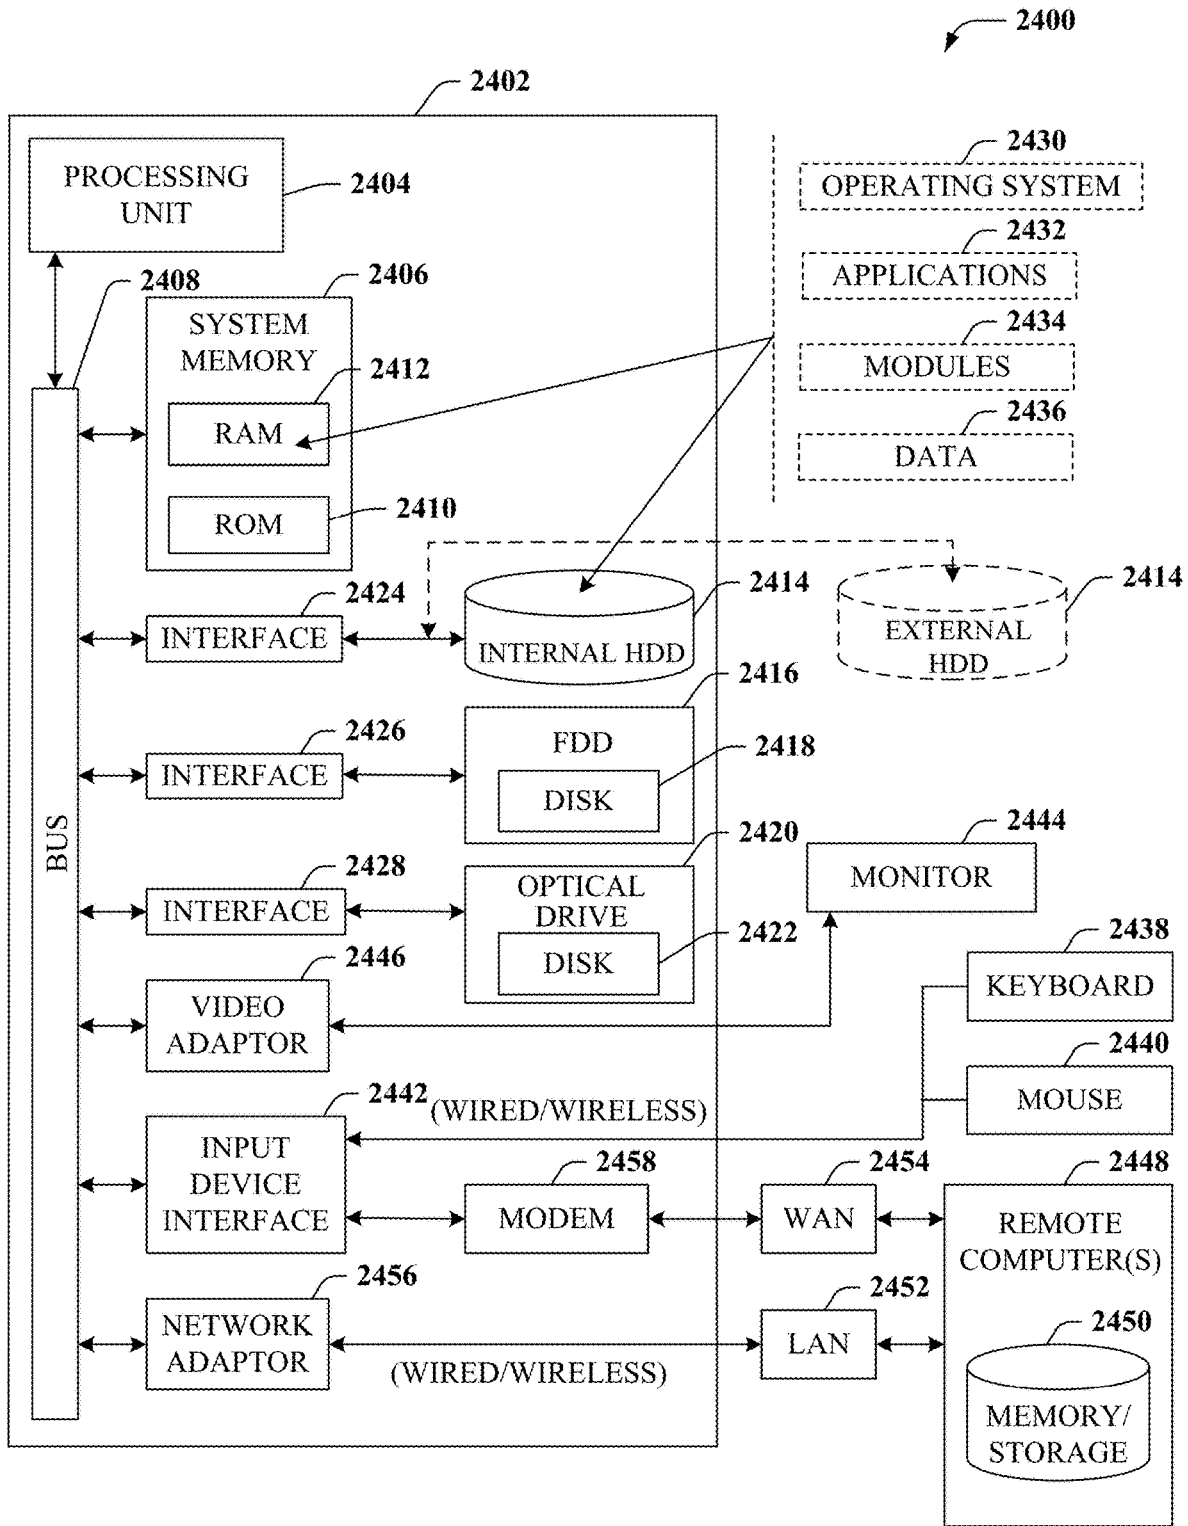 2400
2402
PROCESSING
UNIT
2404
2430
OPERATING SYSTEM
2432
APPLICATIONS
2434
MODULES
2436
DATA
2408
2406
SYSTEM
MEMORY
2412
RAM
2410
ROM
BUS
2424
INTERFACE
2414
INTERNAL HDD
2414
EXTERNAL
HDD
2416
FDD
2426
INTERFACE
2418
DISK
2420
OPTICAL
DRIVE
2428
INTERFACE
2422
DISK
2444
MONITOR
2446
VIDEO
ADAPTOR
2438
KEYBOARD
2440
MOUSE
2442
(WIRED/WIRELESS)
INPUT
DEVICE
INTERFACE
2458
MODEM
2454
WAN
2448
REMOTE
COMPUTER(S)
2456
NETWORK
ADAPTOR
(WIRED/WIRELESS)
2452
LAN
2450
MEMORY/
STORAGE